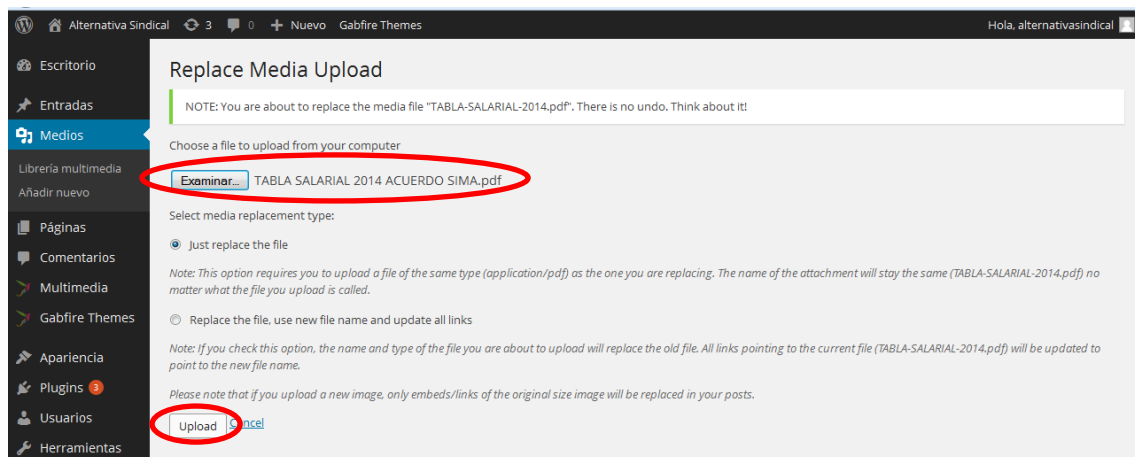 Alternativa Sindical 3 0 + Nuevo Gabfire Themes Hola, alternativasindical
Escritorio
Entradas
Medios
Librería multimedia
Añadir nuevo
Páginas
Comentarios
Multimedia
Gabfire Themes
Apariencia
Plugins 3
Usuarios
Herramientas
Replace Media Upload
NOTE: You are about to replace the media file "TABLA-SALARIAL-2014.pdf". There is no undo. Think about it!
Choose a file to upload from your computer
Examinar... TABLA SALARIAL 2014 ACUERDO SIMA.pdf
Select media replacement type:
Just replace the file
Note: This option requires you to upload a file of the same type (application/pdf) as the one you are replacing. The name of the attachment will stay the same (TABLA-SALARIAL-2014.pdf) no
matter what the file you upload is called.
Replace the file, use new file name and update all links
Note: If you check this option, the name and type of the file you are about to upload will replace the old file. All links pointing to the current file (TABLA-SALARIAL-2014.pdf) will be updated to
point to the new file name.
Please note that if you upload a new image, only embeds/links of the original size image will be replaced in your posts.
Upload Cancel